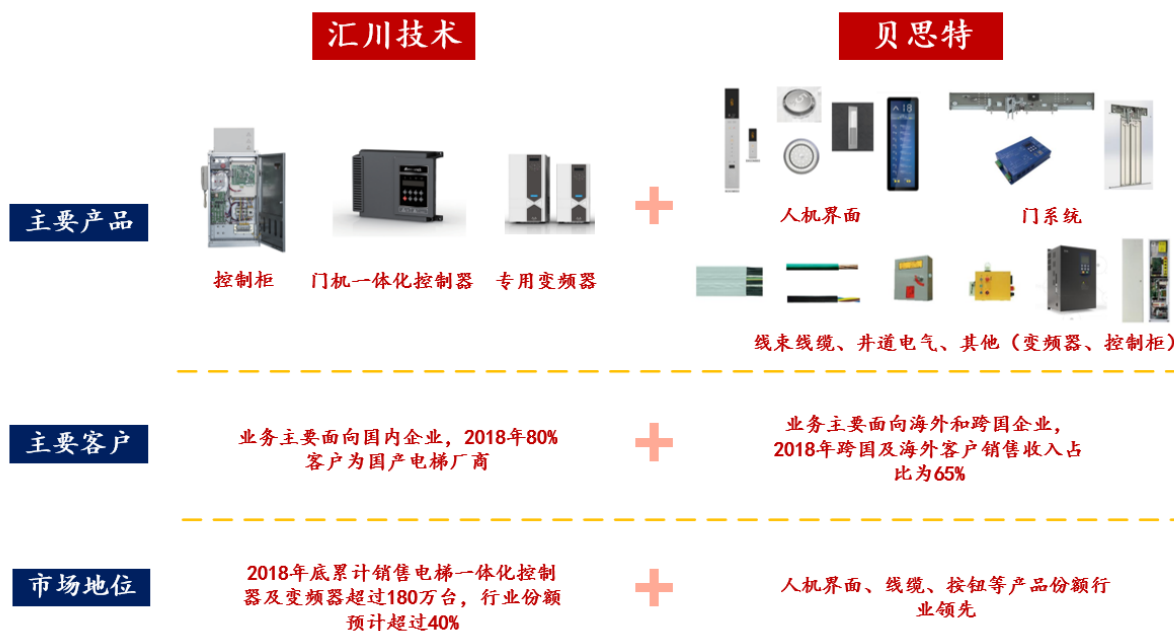 汇川技术
贝思特
主要产品
控制柜
门机一体化控制器
专用变频器
+
人机界面
门系统
线束线缆、井道电气、其他（变频器、控制柜）
主要客户
业务主要面向国内企业，2018年80%
客户为国产电梯厂商
+
业务主要面向海外和跨国企业，
2018年跨国及海外客户销售收入占
比为65%
市场地位
2018年底累计销售电梯一体化控制
器及变频器超过180万台，行业份额
预计超过40%
+
人机界面、线缆、按钮等产品份额行
业领先